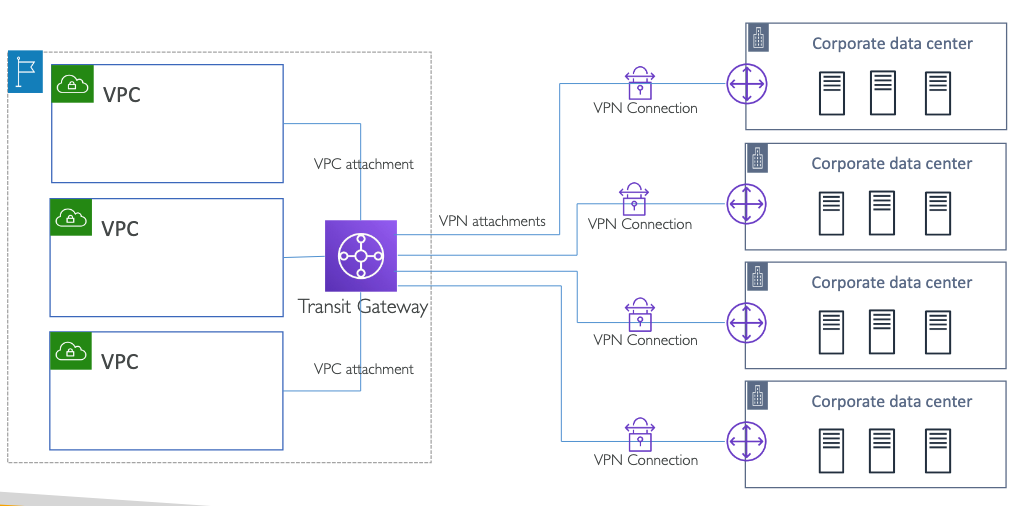 VPC
VPC attachment
VPC
Transit Gateway
VPC
VPC attachment
VPN attachments
VPN Connection
Corporate data center
VPN Connection
Corporate data center
VPN Connection
Corporate data center
VPN Connection
Corporate data center